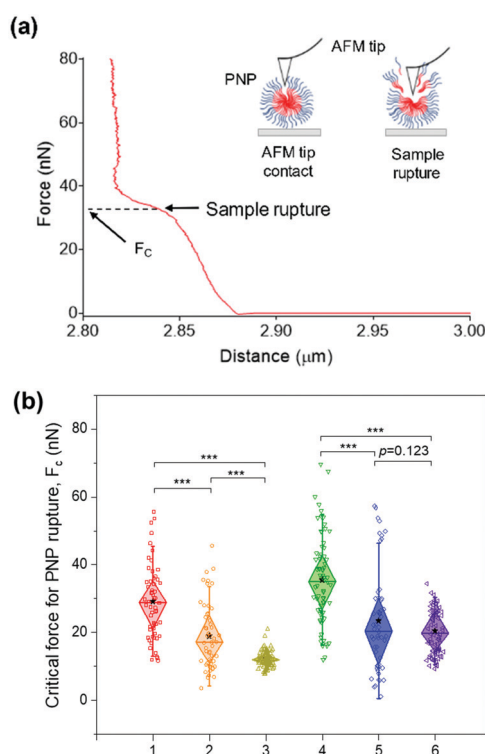 (a)
AFM tip
PNP
AFM tip
contact
Sample
rupture
Sample rupture
F_C
Force (nN)
80
60
40
20
0
2.80 2.85 2.90 2.95 3.00
Distance (μm)
(b)
Critical force for PNP rupture, F_c (nN)
80
60
40
20
0
*** ***
*** *** *** p=0.123
1 2 3 4 5 6